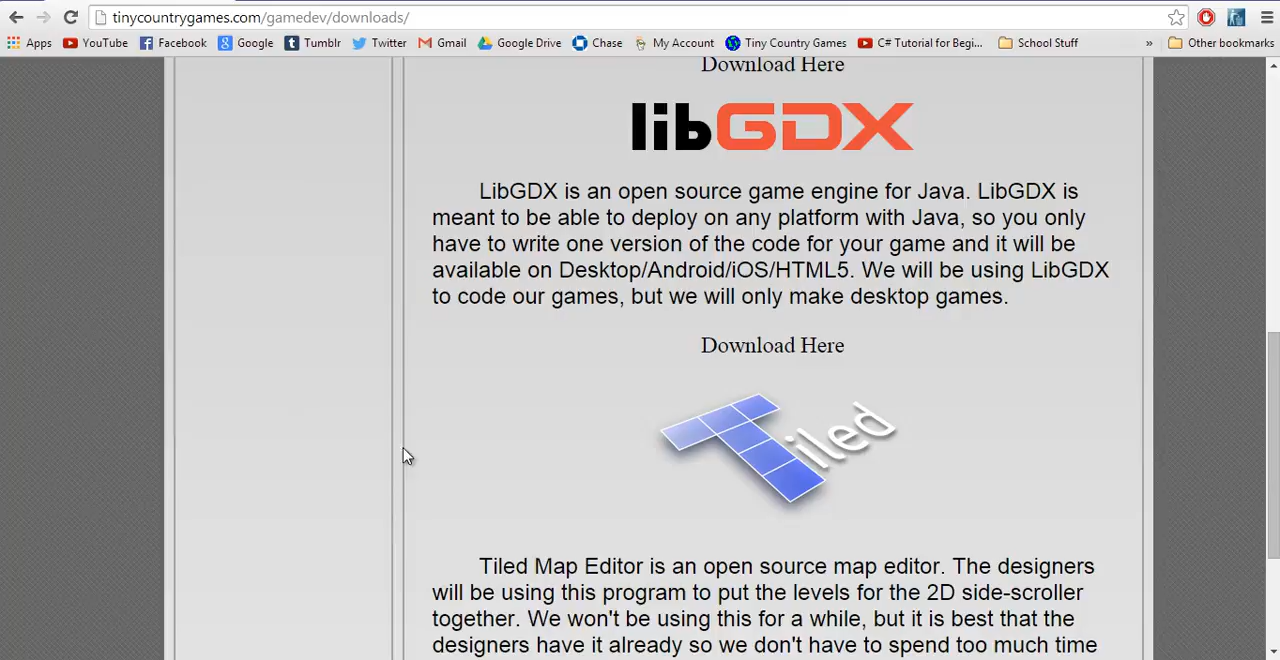 tinycountrygames.com/gamedev/downloads/
Apps YouTube Facebook Google Tumblr Twitter Gmail Google Drive Chase My Account Tiny Country Games C# Tutorial for Begi... School Stuff » Other bookmarks
Download Here
libGDX
LibGDX is an open source game engine for Java. LibGDX is
meant to be able to deploy on any platform with Java, so you only
have to write one version of the code for your game and it will be
available on Desktop/Android/iOS/HTML5. We will be using LibGDX
to code our games, but we will only make desktop games.
Download Here
Tiled
Tiled Map Editor is an open source map editor. The designers
will be using this program to put the levels for the 2D side-scroller
together. We won't be using this for a while, but it is best that the
designers have it already so we don't have to spend too much time